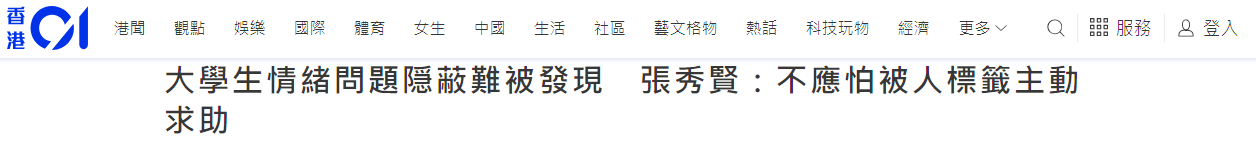 香港01 港聞 觀點 娛樂 國際 體育 女生 中國 生活 社區 藝文格物 熱話 科技玩物 經濟 更多 服務 登入
大學生情緒問題隱蔽難被發現 張秀賢：不應怕被人標籤主動
求助